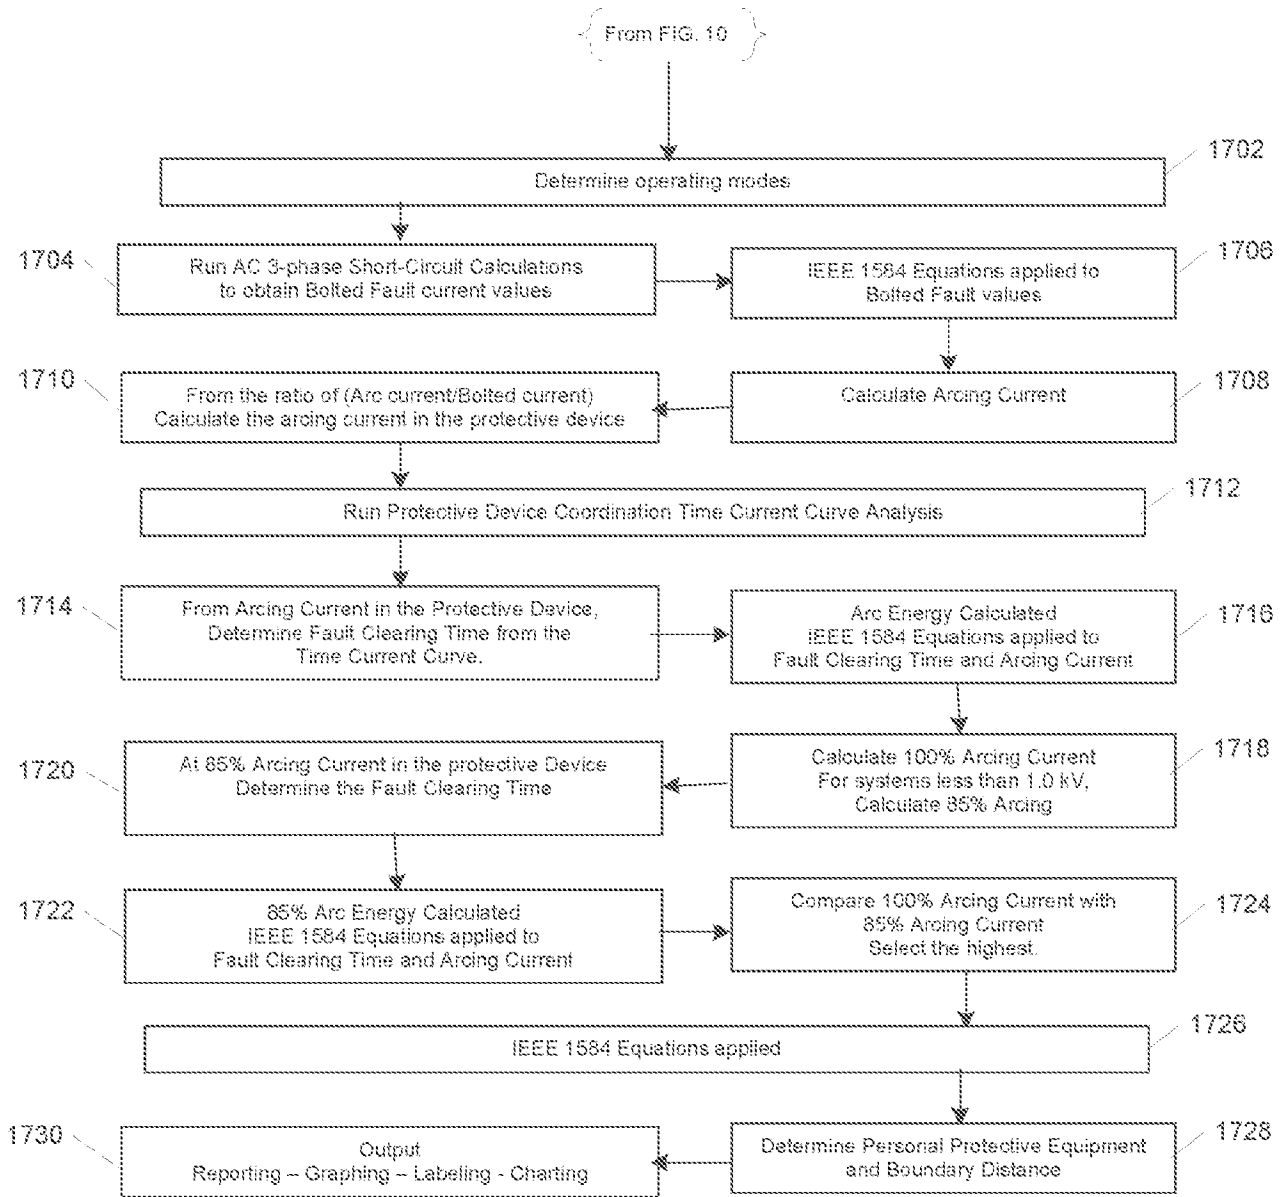 From FIG. 10
1702
Determine operating modes
1704
Run AC 3-phase Short-Circuit Calculations
to obtain Bolted Fault current values
1706
IEEE 1584 Equations applied to
Bolted Fault values
1710
From the ratio of (Arc current/Bolted current)
Calculate the arcing current in the protective device
1708
Calculate Arcing Current
1712
Run Protective Device Coordination Time Current Curve Analysis
1714
From Arcing Current in the Protective Device,
Determine Fault Clearing Time from the
Time Current Curve.
1716
Arc Energy Calculated
IEEE 1584 Equations applied to
Fault Clearing Time and Arcing Current
1720
At 85% Arcing Current in the protective Device
Determine the Fault Clearing Time
1718
Calculate 100% Arcing Current
For systems less than 1.0 kV,
Calculate 85% Arcing
1722
85% Arc Energy Calculated
IEEE 1584 Equations applied to
Fault Clearing Time and Arcing Current
1724
Compare 100% Arcing Current with
85% Arcing Current
Select the highest.
1726
IEEE 1584 Equations applied
1730
Output
Reporting – Graphing – Labeling - Charting
1728
Determine Personal Protective Equipment
and Boundary Distance